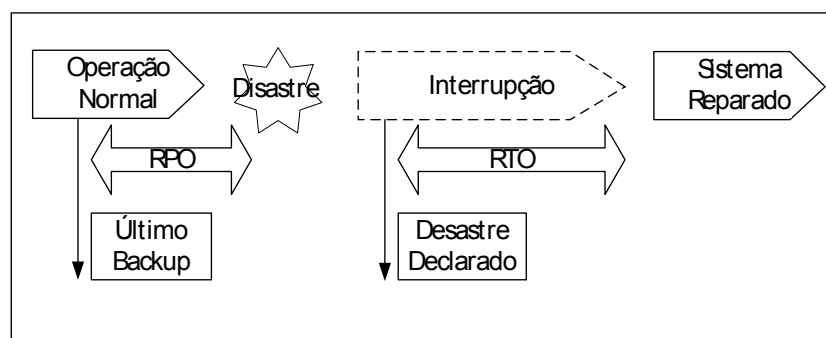 Operação
Normal
Disastre
Interrupção
Sistema
Reparado
RPO
RTO
Último
Backup
Desastre
Declarado